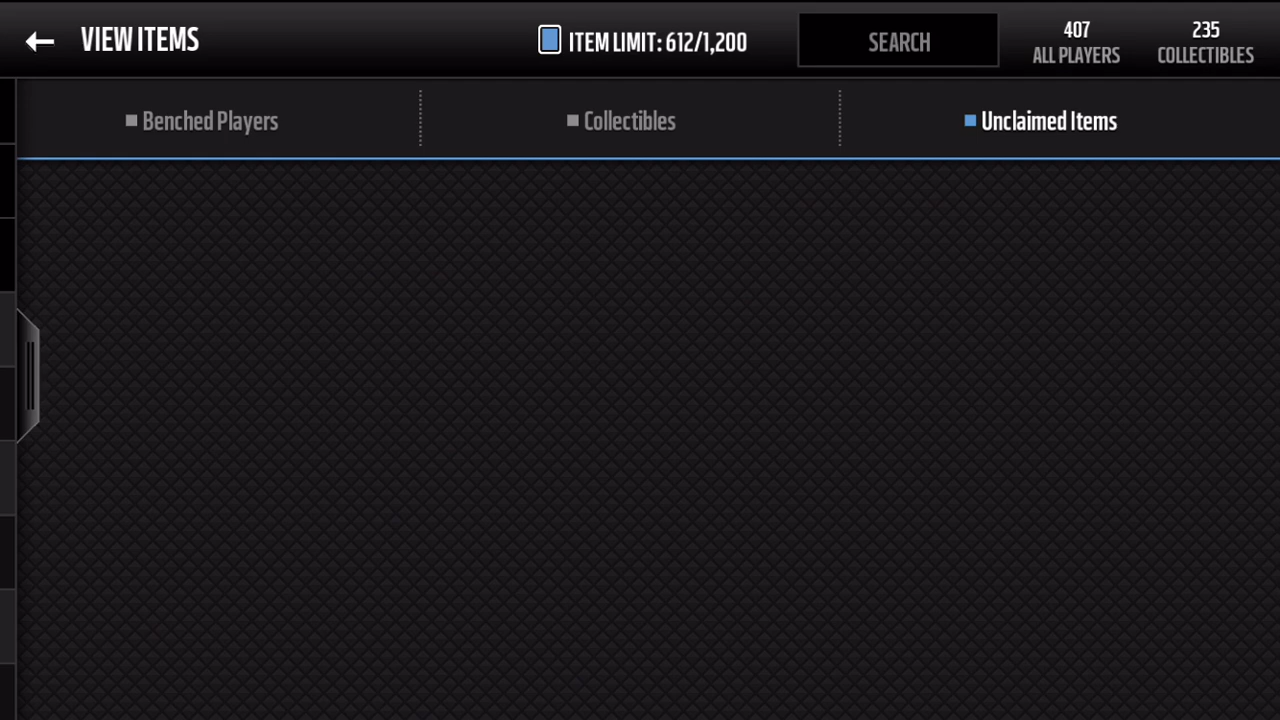 VIEW ITEMS
ITEM LIMIT: 612/1,200
SEARCH
407
ALL PLAYERS
235
COLLECTIBLES
Benched Players
Collectibles
Unclaimed Items